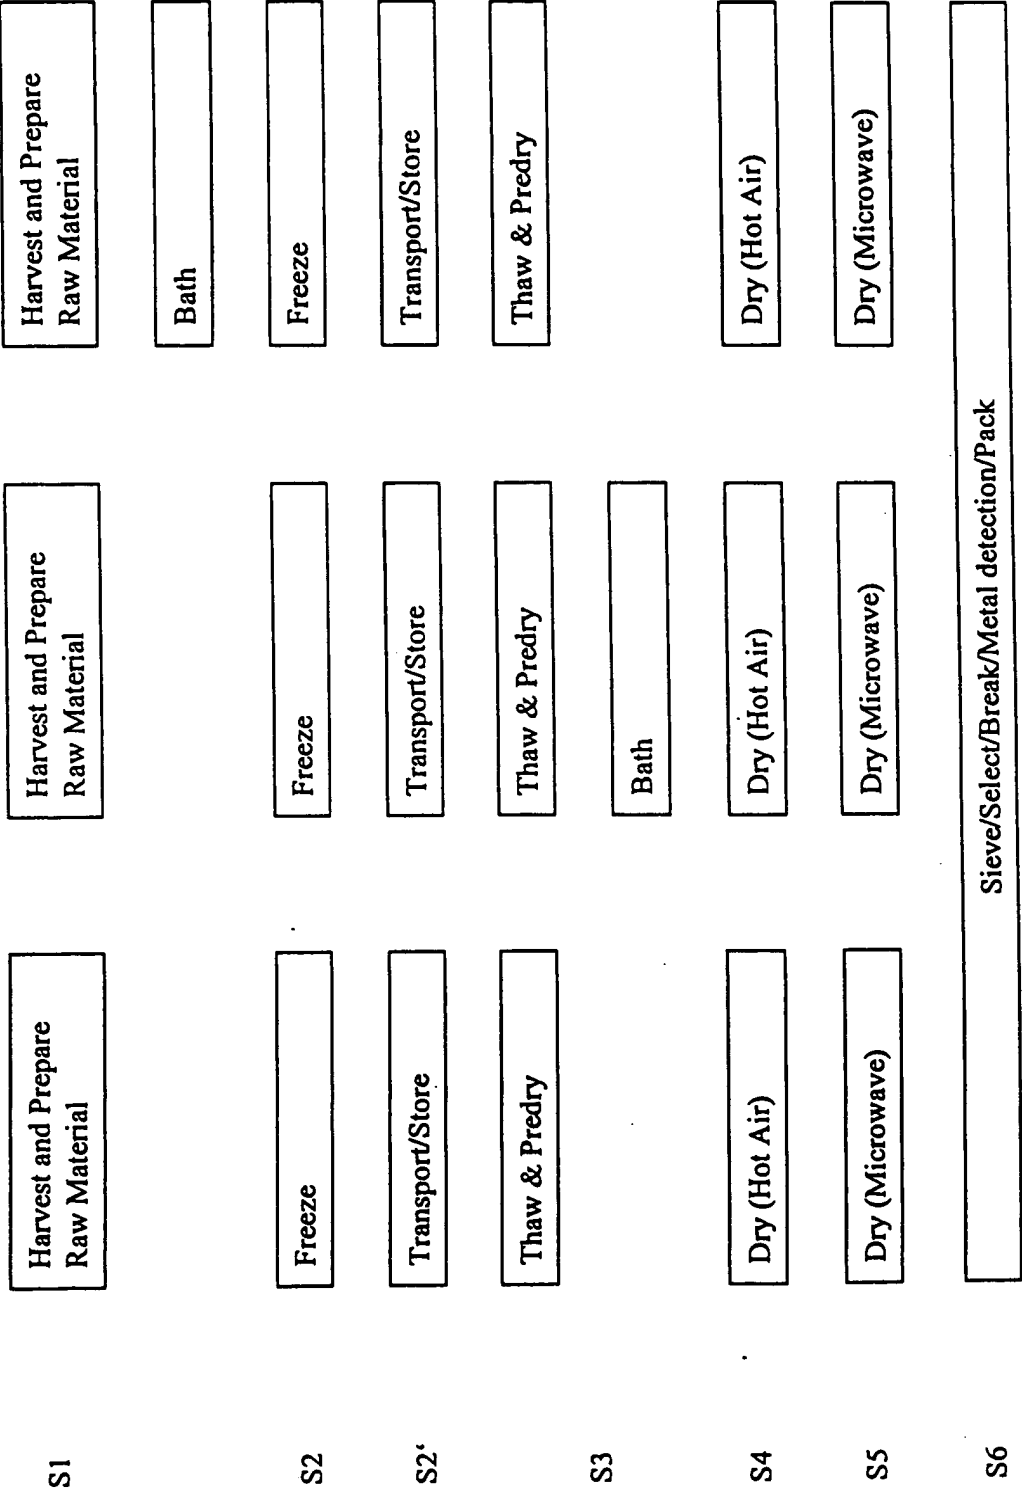 S1
Harvest and Prepare
Raw Material
Harvest and Prepare
Raw Material
Harvest and Prepare
Raw Material
Bath
S2
Freeze
Freeze
Freeze
S2‘
Transport/Store
Transport/Store
Transport/Store
S3
Thaw & Predry
Thaw & Predry
Thaw & Predry
Bath
S4
Dry (Hot Air)
Dry (Hot Air)
Dry (Hot Air)
S5
Dry (Microwave)
Dry (Microwave)
Dry (Microwave)
S6
Sieve/Select/Break/Metal detection/Pack